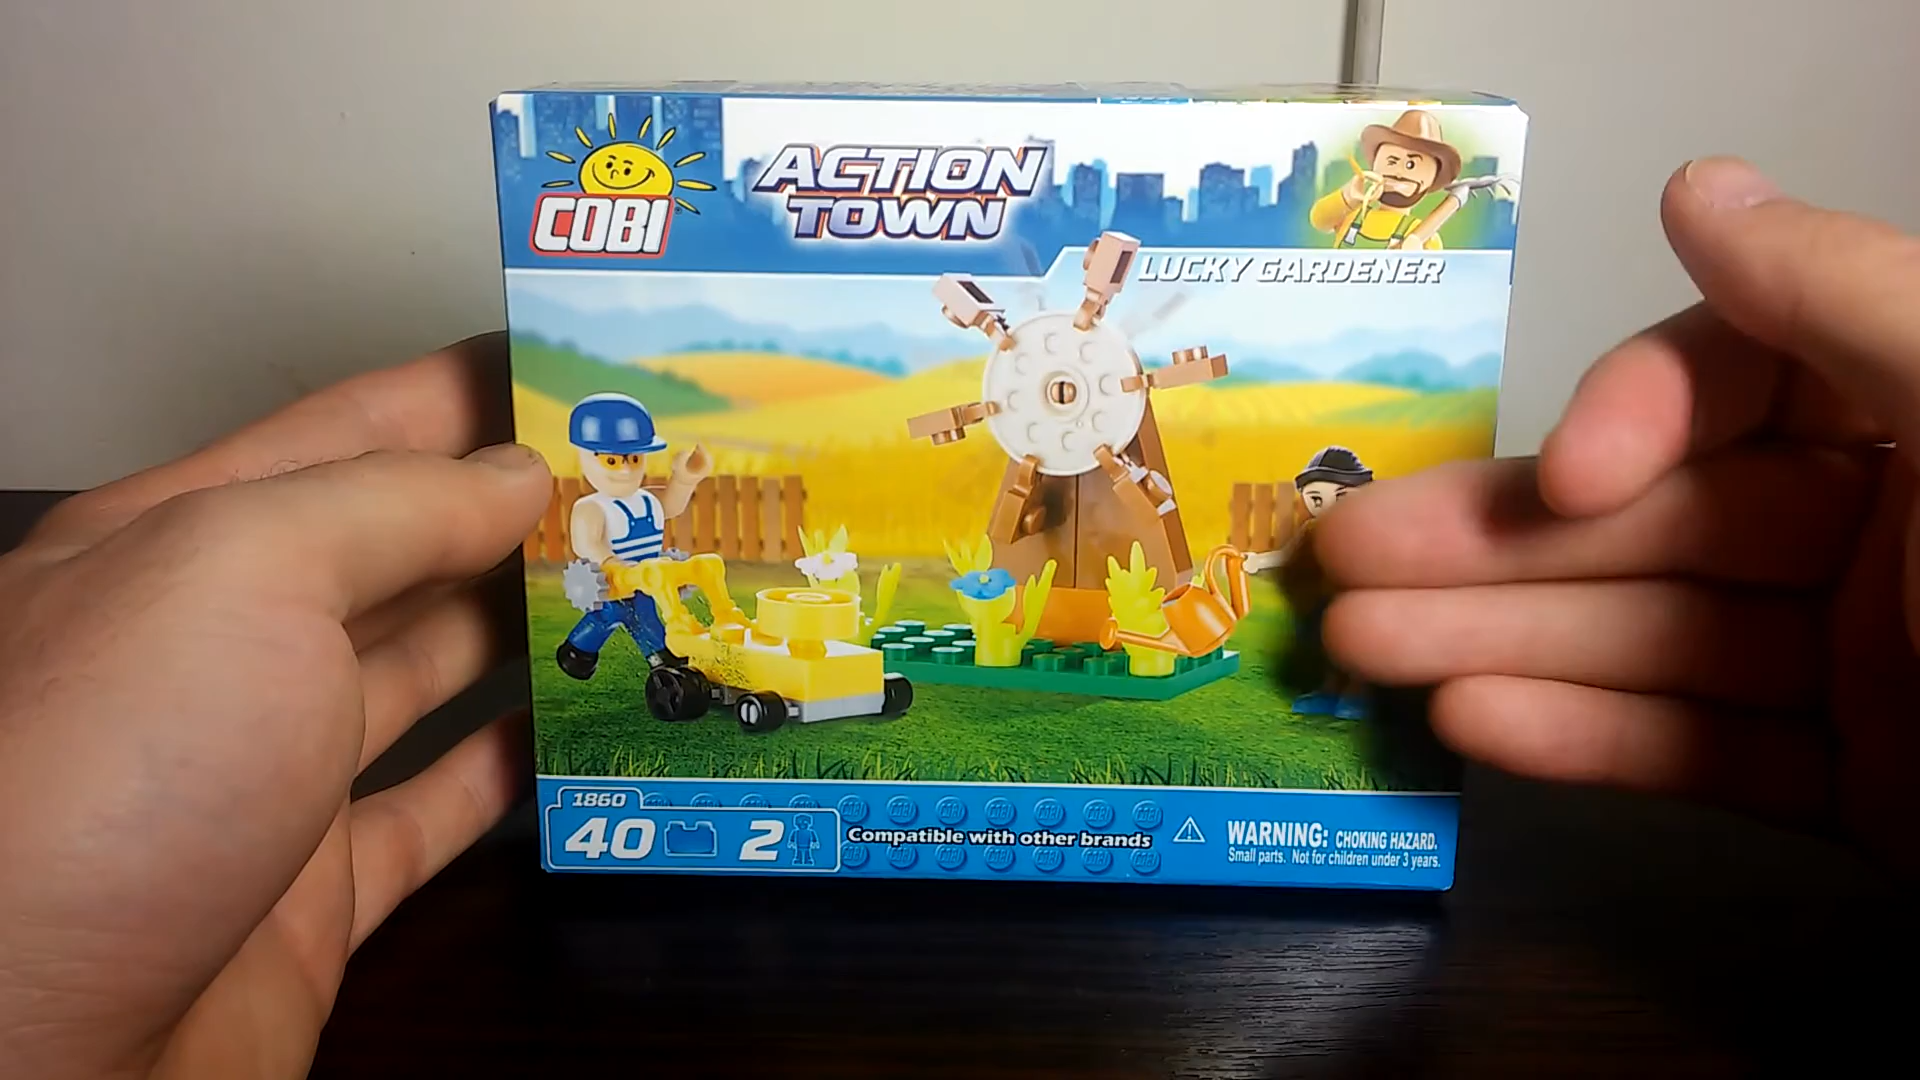 COBI
ACTION
TOWN
LUCKY GARDENER
1860
40 2
Compatible with other brands
WARNING: CHOKING HAZARD.
Small parts. Not for children under 3 years.